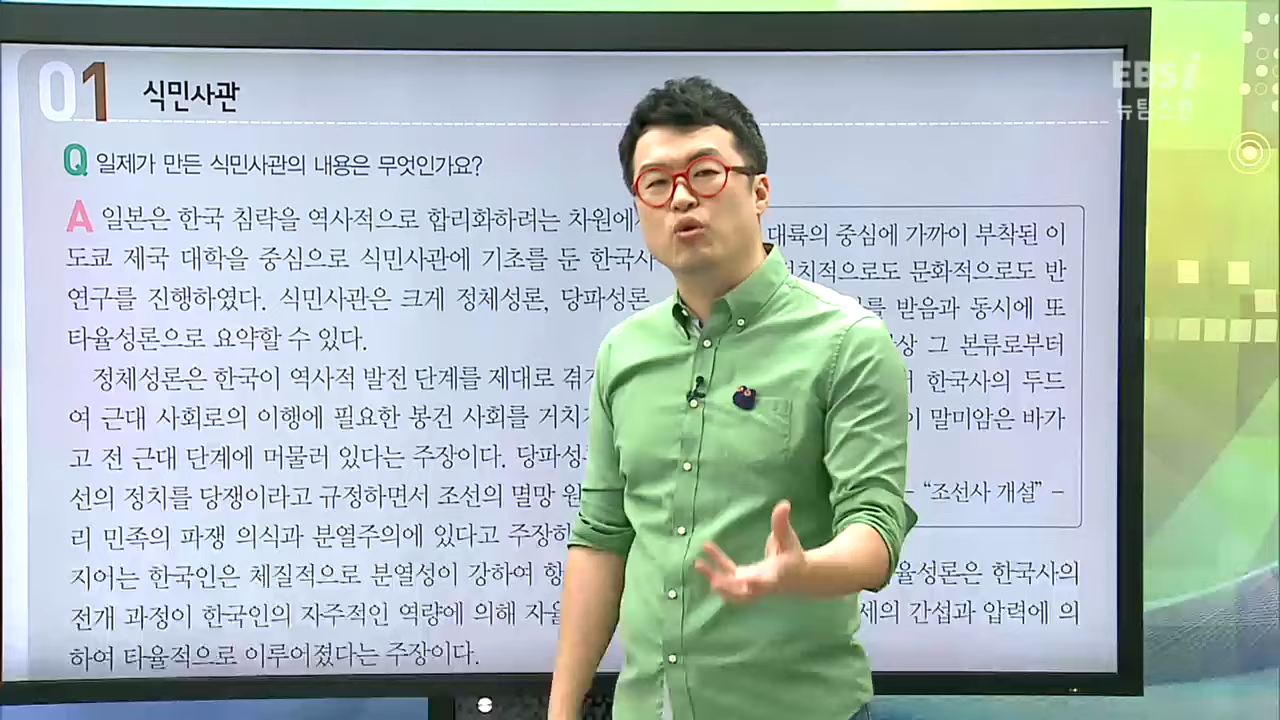 01 식민사관
EBSi
뉴탐스런
Q 일제가 만든 식민사관의 내용은 무엇인가요?
A 일본은 한국 침략을 역사적으로 합리화하려는 차원에
도쿄 제국 대학을 중심으로 식민사관에 기초를 둔 한국사
연구를 진행하였다. 식민사관은 크게 정체성론, 당파성론
타율성론으로 요약할 수 있다.
정체성론은 한국이 역사적 발전 단계를 제대로
여 근대 사회로의 이행에 필요한 봉건 사회를 거치
고 전 근대 단계에 머물러 있다는 주장이다.
선의 정치를 당쟁이라고 규정하면서 조선의 멸망
리 민족의 파쟁 의식과 분열주의에 있다고
지어는 한국인은 체질적으로 분열성이 강하여
전개 과정이 한국인의 자주적인 역량에 의해
하여 타율적으로 이루어졌다는 주장이다.
대륙의 중심에 가까이 부착된 이
정치적으로도 문화적으로도 반
를 받음과 동시에 또
상 그 본류로부터
한국사의 두드
말미암은 바가
– “조선사 개설” –
율성론은 한국사의
세의 간섭과 압력에 의